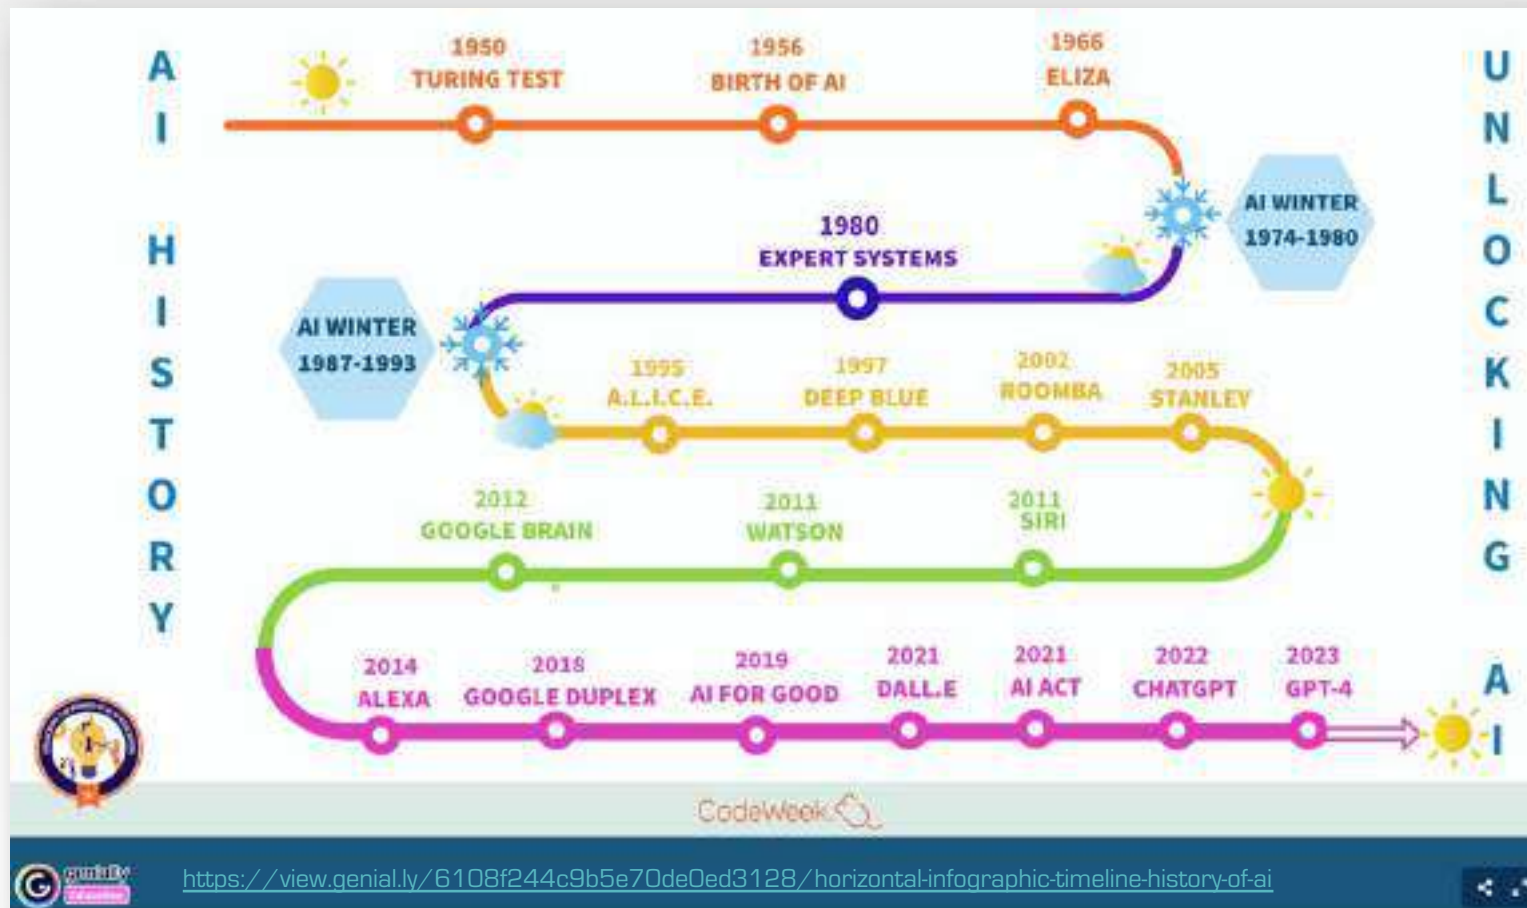 AI HISTORY
UNLOCKING AI
1950
TURING TEST
1956
BIRTH OF AI
1966
ELIZA
AI WINTER
1974-1980
1980
EXPERT SYSTEMS
AI WINTER
1987-1993
1995
A.L.I.C.E.
1997
DEEP BLUE
2002
ROOMBA
2005
STANLEY
2011
SIRI
2011
WATSON
2012
GOOGLE BRAIN
2014
ALEXA
2018
GOOGLE DUPLEX
2019
AI FOR GOOD
2021
DALL.E
2021
AI ACT
2022
CHATGPT
2023
GPT-4
CodeWeek
genially
https://view.genial.ly/6108f244c9b5e70de0ed3128/horizontal-infographic-timeline-history-of-ai